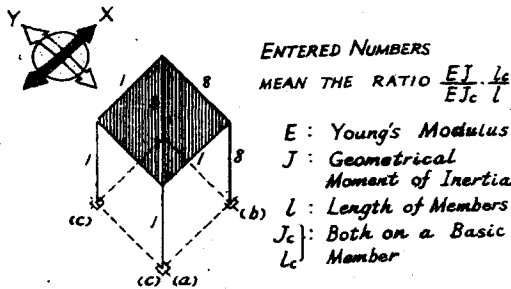 Y X
ENTERED NUMBERS
MEAN THE RATIO EJ/EJc · lc/l
E : Young's Modulus
J : Geometrical
Moment of Inertia
l : Length of Members
Jc } : Both on a Basic
lc } Member
1 8
1 1 8
1
(c) (b)
(c) (a)